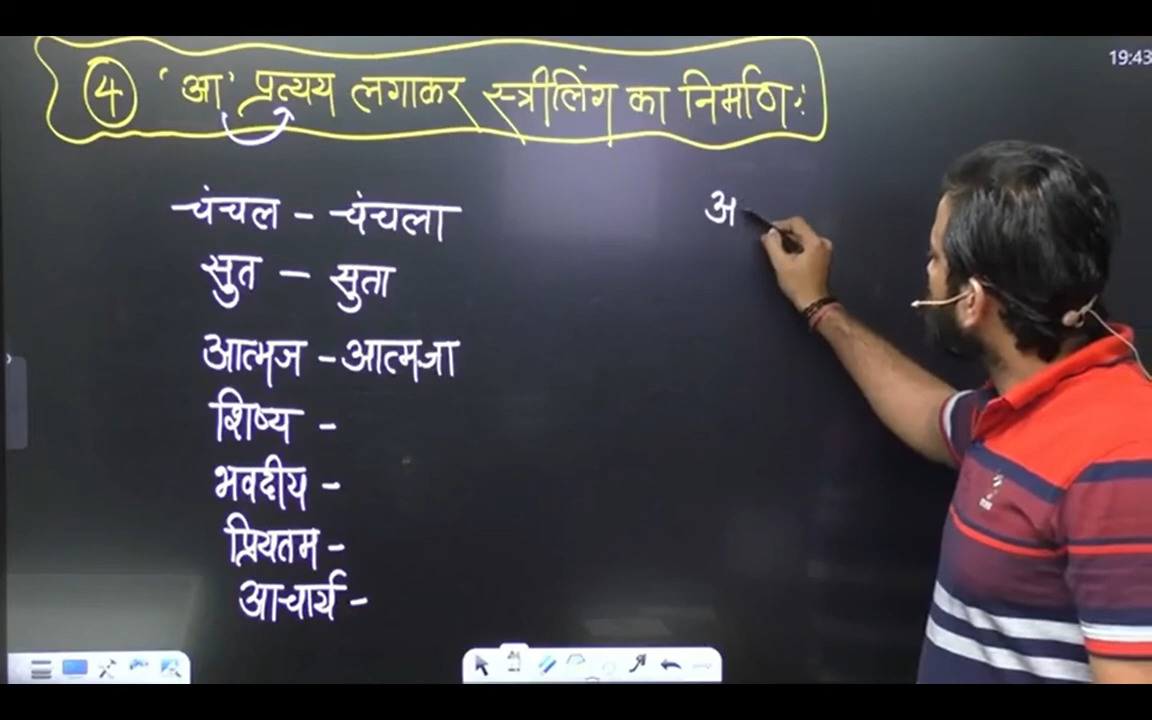 19:43
④ 'आ' प्रत्यय लगाकर स्त्रीलिंग का निर्माण:
चंचल - चंचला
सुत - सुता
आत्मज - आत्मजा
शिष्य -
भवदीय -
प्रियतम -
आचार्य -
अ